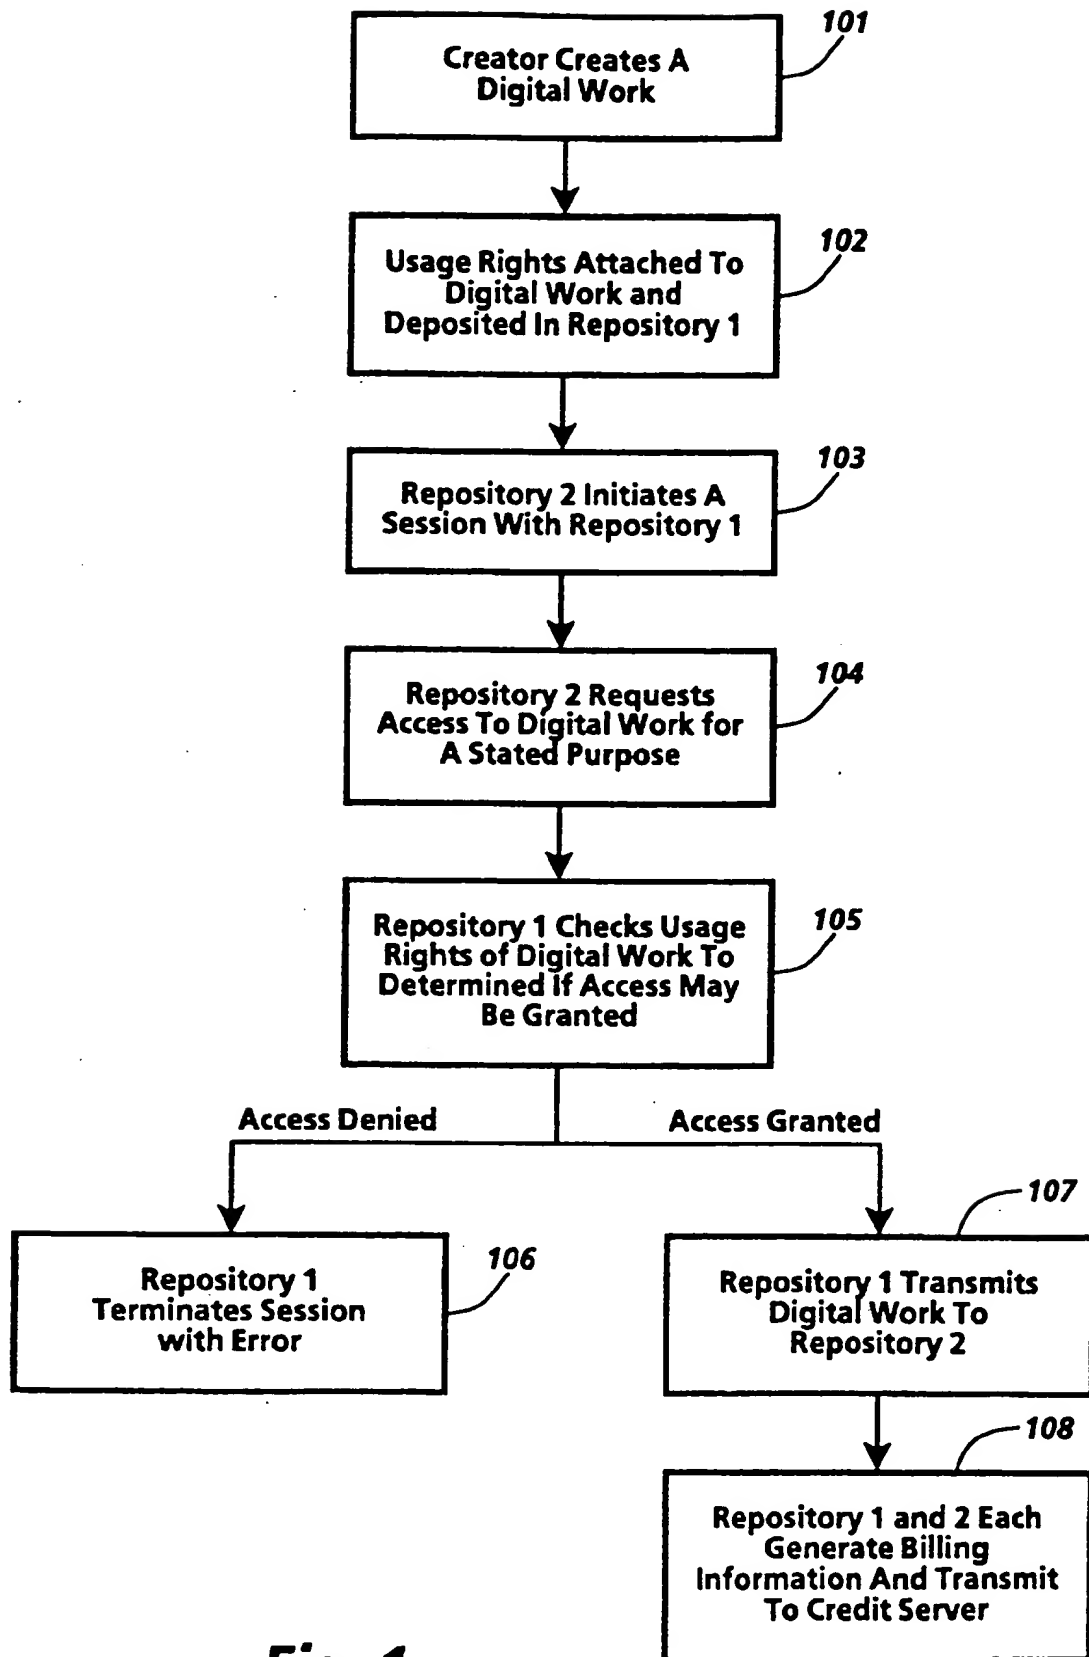 101
Creator Creates A
Digital Work
102
Usage Rights Attached To
Digital Work and
Deposited In Repository 1
103
Repository 2 Initiates A
Session With Repository 1
104
Repository 2 Requests
Access To Digital Work for
A Stated Purpose
105
Repository 1 Checks Usage
Rights of Digital Work To
Determined If Access May
Be Granted
Access Denied
Access Granted
107
106
Repository 1
Terminates Session
with Error
Repository 1 Transmits
Digital Work To
Repository 2
108
Repository 1 and 2 Each
Generate Billing
Information And Transmit
To Credit Server